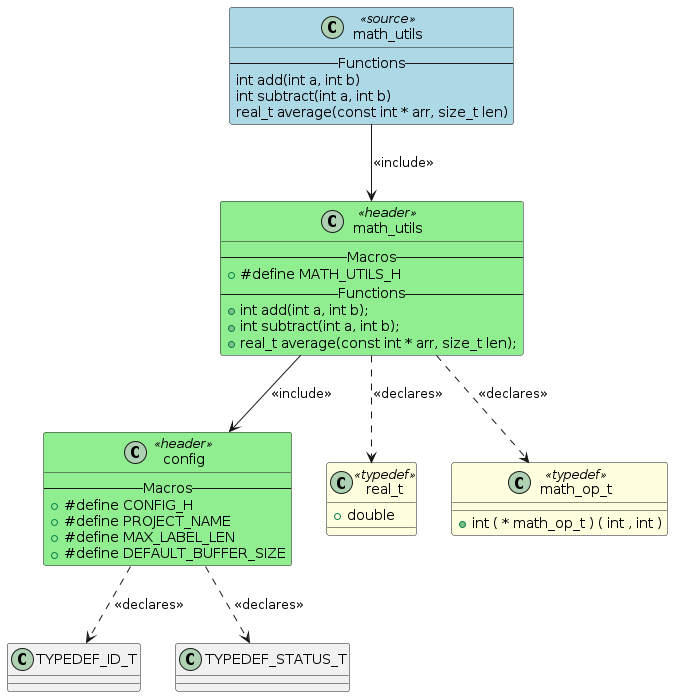 C «source»
math_utils
Functions
int add(int a, int b)
int subtract(int a, int b)
real_t average(const int * arr, size_t len)
«include»
C «header»
math_utils
Macros
#define MATH_UTILS_H
Functions
int add(int a, int b);
int subtract(int a, int b);
real_t average(const int * arr, size_t len);
«include»
«declares»
«declares»
C «header»
config
Macros
#define CONFIG_H
#define PROJECT_NAME
#define MAX_LABEL_LEN
#define DEFAULT_BUFFER_SIZE
C «typedef»
real_t
double
C «typedef»
math_op_t
int ( * math_op_t ) ( int , int )
«declares»
«declares»
C TYPEDEF_ID_T
C TYPEDEF_STATUS_T